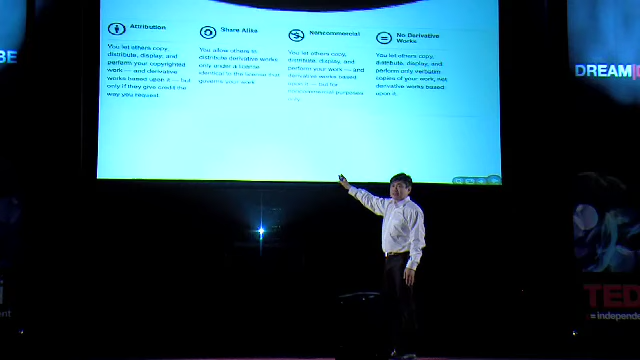 Attribution
You let others copy,
distribute, display, and
perform your copyrighted
work — and derivative
works based upon it — but
only if they give credit the
way you request.
Share Alike
You allow others to
distribute derivative works
only under a license
identical to the license that
governs your work.
Noncommercial
You let others copy,
distribute, display, and
perform your work — and
derivative works based
upon it — but for
noncommercial purposes
only.
No Derivative
Works
You let others copy,
distribute, display, and
perform only verbatim
copies of your work, not
derivative works based
upon it.
BE
DREAM
TED
= independe